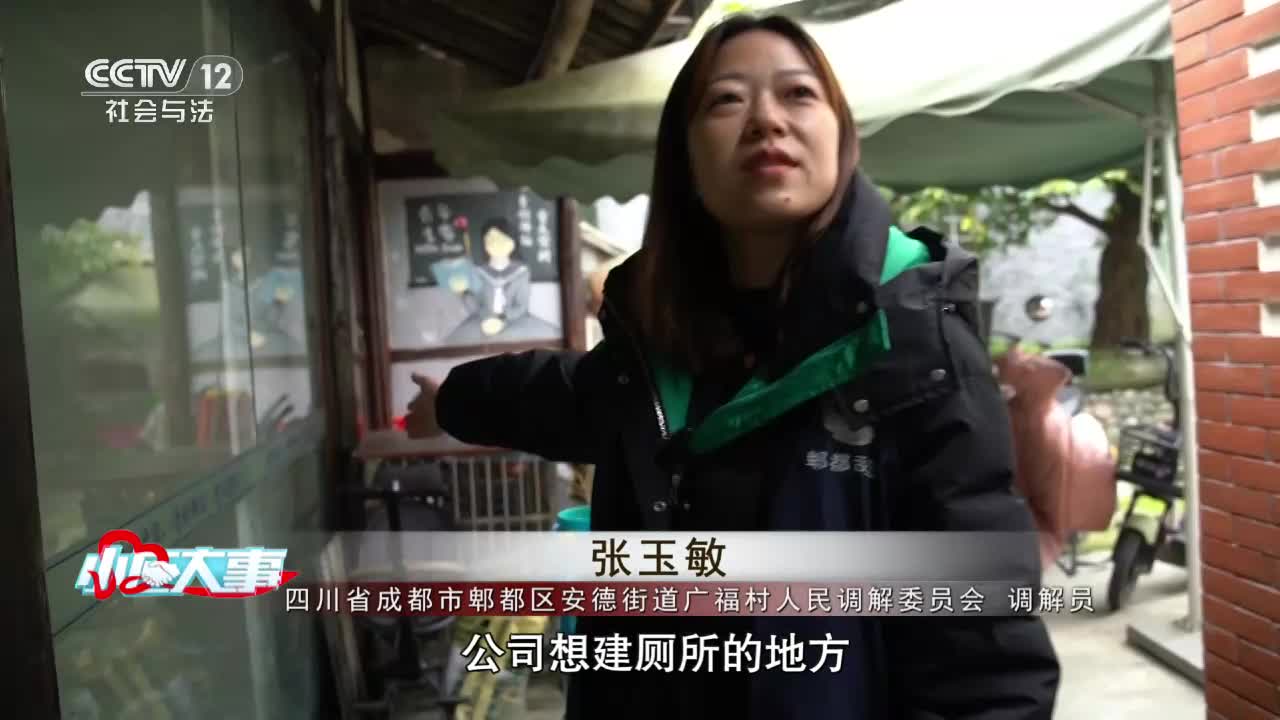 CCTV 12
社会与法
张玉敏
小区大事
四川省成都市郫都区安德街道广福村人民调解委员会 调解员
公司想建厕所的地方